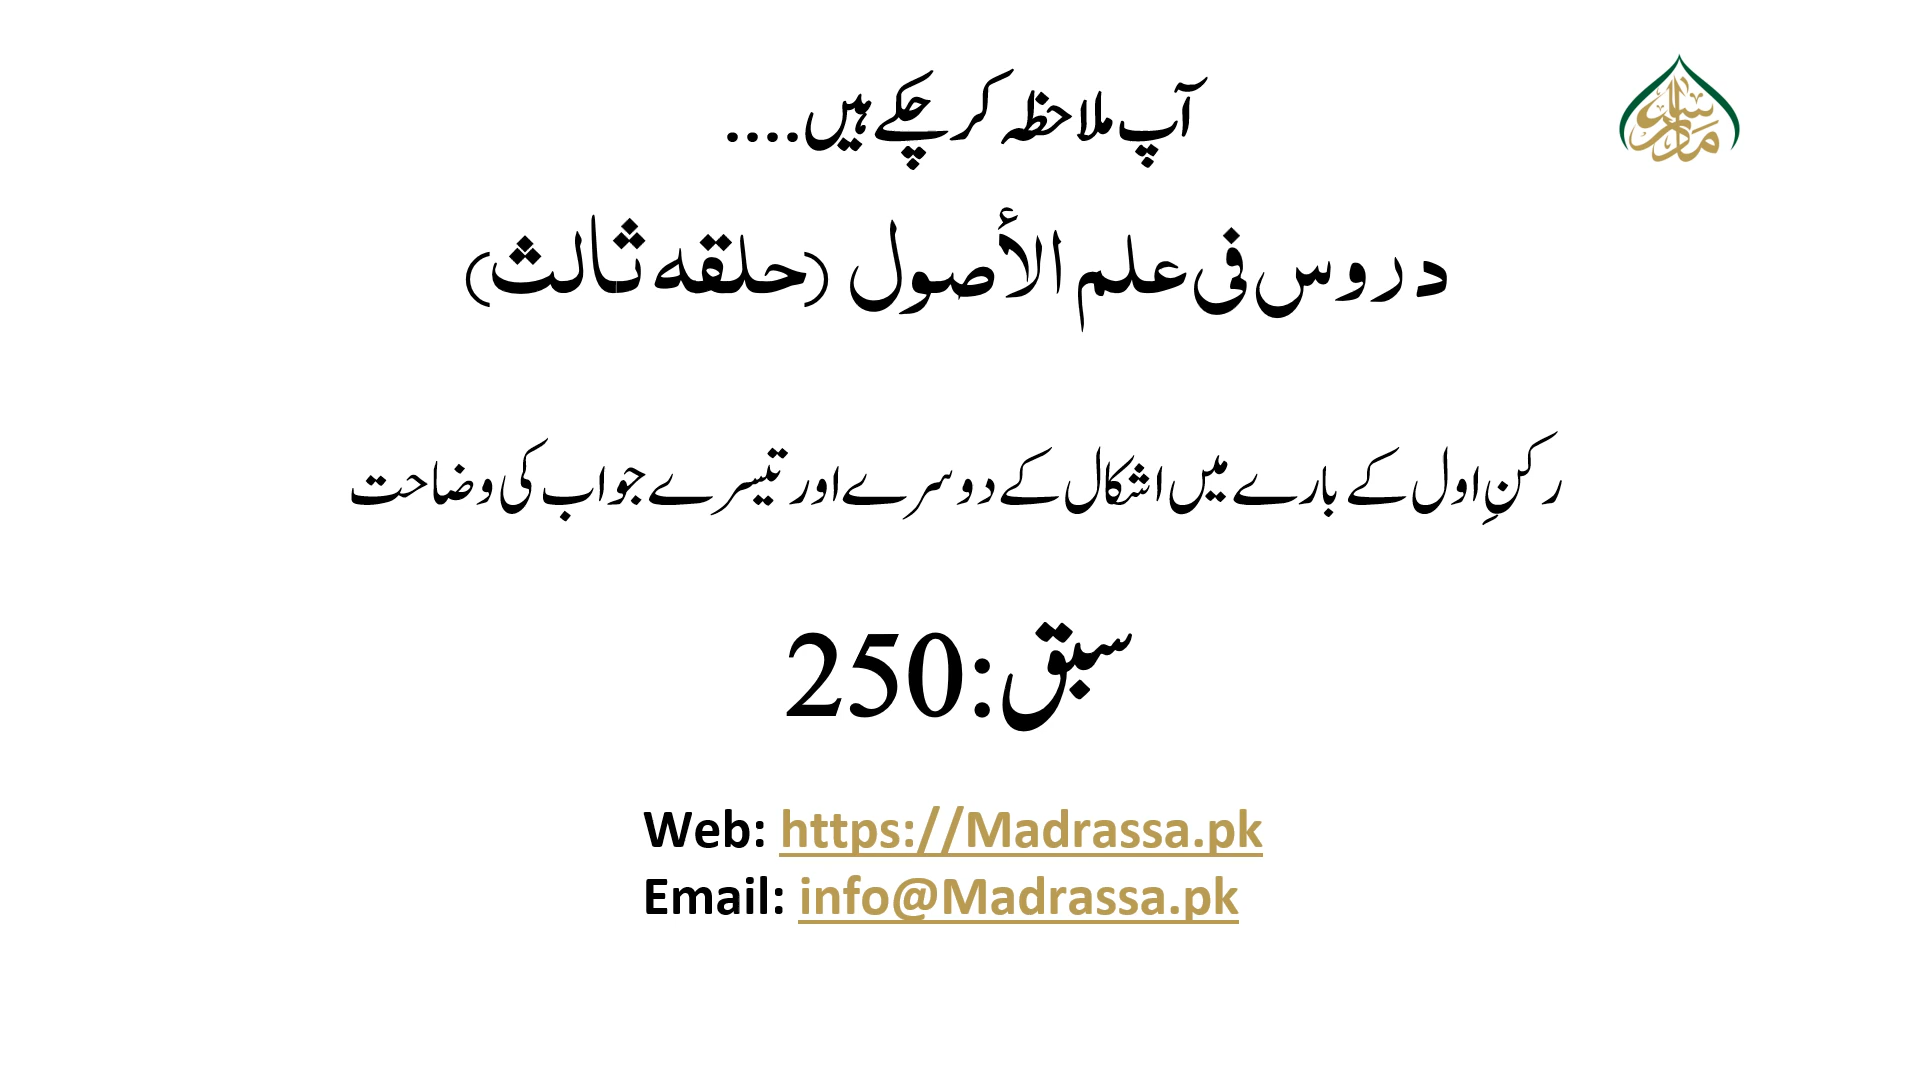 آپ ملاحظہ کر چکے ہیں....
دروس فی علم الأصول (حلقہ ثالث)
رکنِ اول کے بارے میں اشکال کے دوسرے اور تیسرے جواب کی وضاحت
سبق:250
Web: https://Madrassa.pk
Email: info@Madrassa.pk